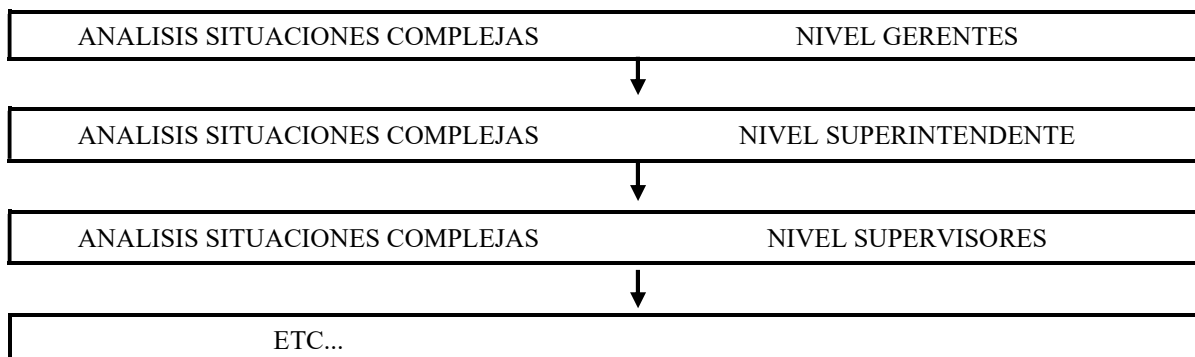 ANALISIS SITUACIONES COMPLEJAS NIVEL GERENTES
ANALISIS SITUACIONES COMPLEJAS NIVEL SUPERINTENDENTE
ANALISIS SITUACIONES COMPLEJAS NIVEL SUPERVISORES
ETC...